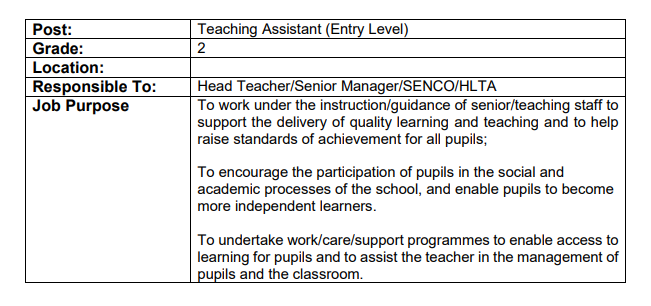 Post: Teaching Assistant (Entry Level)
Grade: 2
Location:
Responsible To: Head Teacher/Senior Manager/SENCO/HLTA
Job Purpose To work under the instruction/guidance of senior/teaching staff to
support the delivery of quality learning and teaching and to help
raise standards of achievement for all pupils;
To encourage the participation of pupils in the social and
academic processes of the school, and enable pupils to become
more independent learners.
To undertake work/care/support programmes to enable access to
learning for pupils and to assist the teacher in the management of
pupils and the classroom.